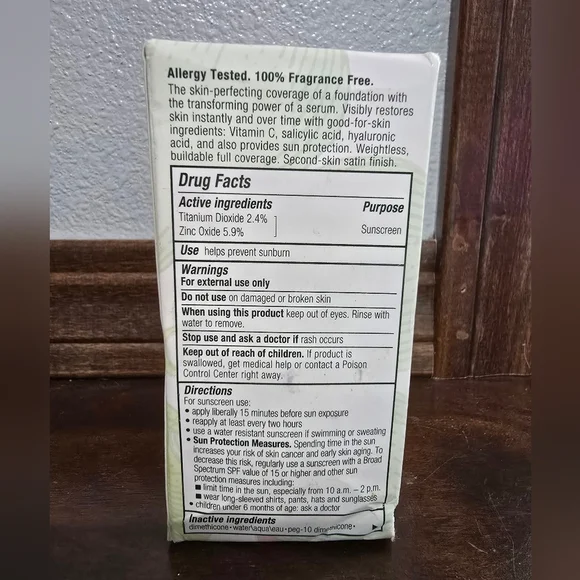 Allergy Tested. 100% Fragrance Free.
The skin-perfecting coverage of a foundation with
the transforming power of a serum. Visibly restores
skin instantly and over time with good-for-skin
ingredients: Vitamin C, salicylic acid, hyaluronic
acid, and also provides sun protection. Weightless,
buildable full coverage. Second-skin satin finish.
Drug Facts
Active ingredients Purpose
Titanium Dioxide 2.4%
Zinc Oxide 5.9% Sunscreen
Use helps prevent sunburn
Warnings
For external use only
Do not use on damaged or broken skin
When using this product keep out of eyes. Rinse with
water to remove.
Stop use and ask a doctor if rash occurs
Keep out of reach of children. If product is
swallowed, get medical help or contact a Poison
Control Center right away.
Directions
For sunscreen use:
• apply liberally 15 minutes before sun exposure
• reapply at least every two hours
• use a water resistant sunscreen if swimming or sweating
• Sun Protection Measures. Spending time in the sun
increases your risk of skin cancer and early skin aging. To
decrease this risk, regularly use a sunscreen with a Broad
Spectrum SPF value of 15 or higher and other sun
protection measures including:
■ limit time in the sun, especially from 10 a.m. – 2 p.m.
■ wear long-sleeved shirts, pants, hats and sunglasses
• children under 6 months of age: ask a doctor
Inactive ingredients
dimethicone • water\aqua\eau • peg-10 dimethicone •